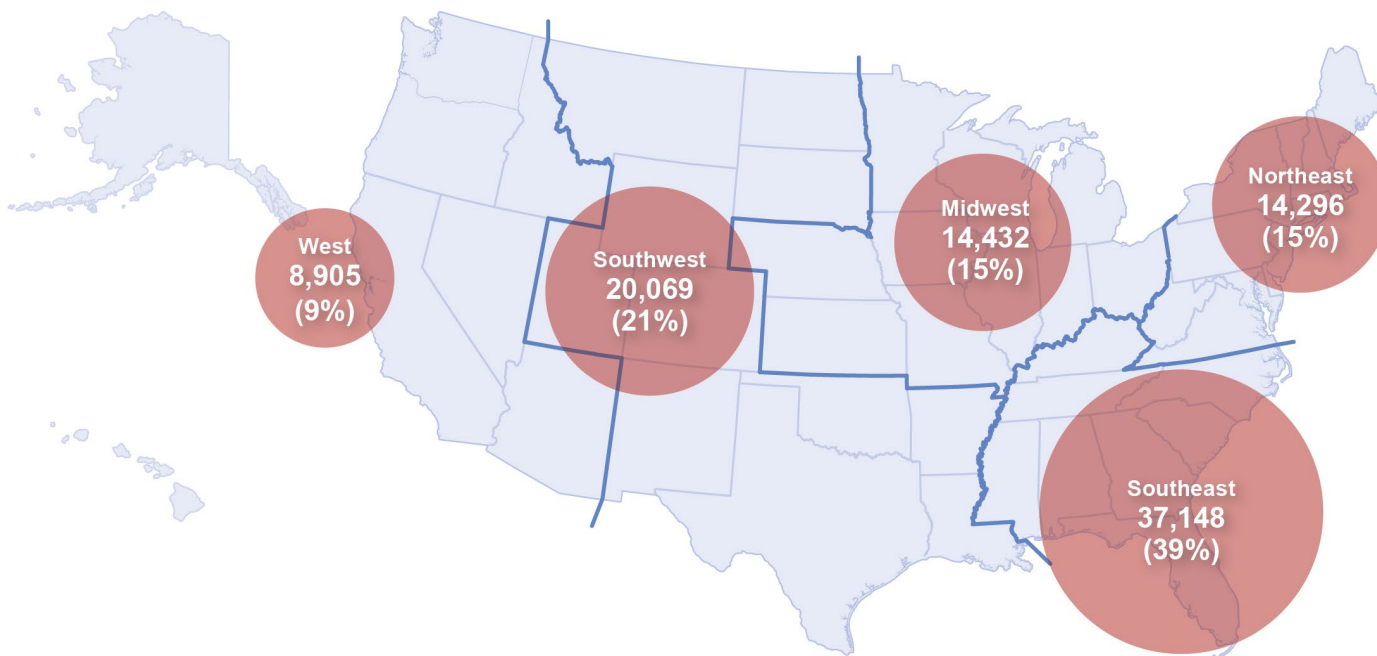 West
8,905
(9%)
Southwest
20,069
(21%)
Midwest
14,432
(15%)
Northeast
14,296
(15%)
Southeast
37,148
(39%)